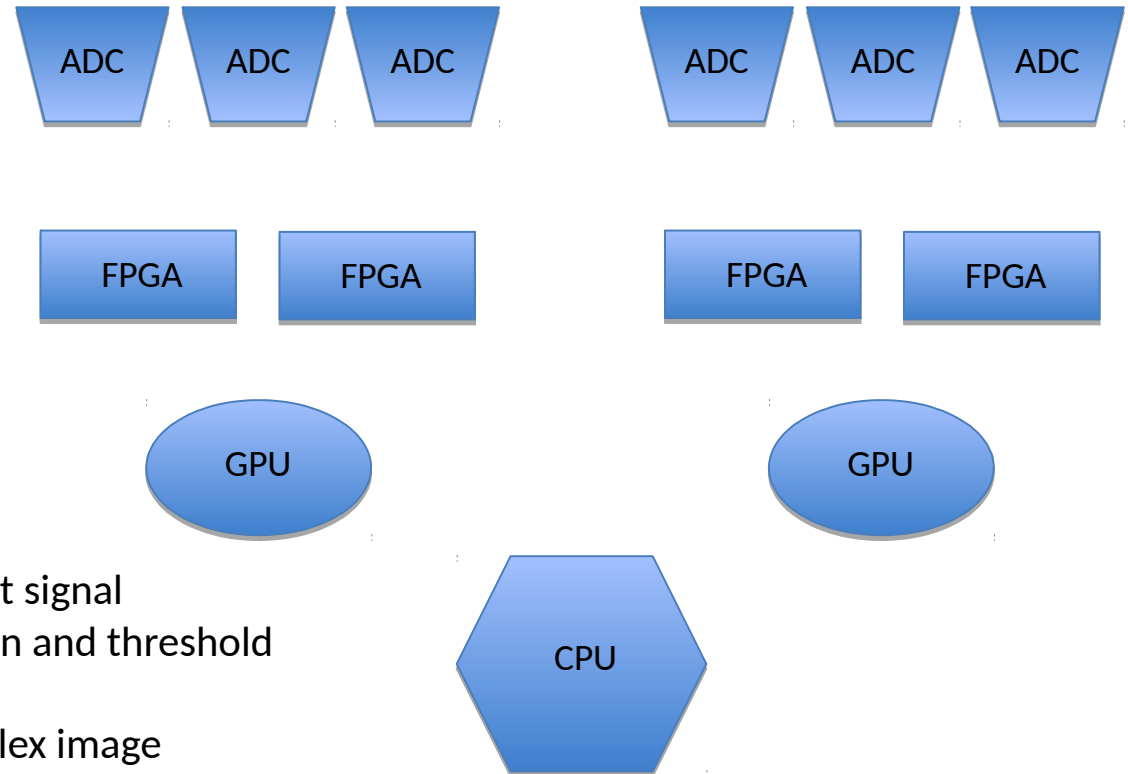 ADC ADC ADC ADC ADC ADC
FPGA FPGA FPGA FPGA
GPU GPU
t signal
n and threshold
CPU
lex image